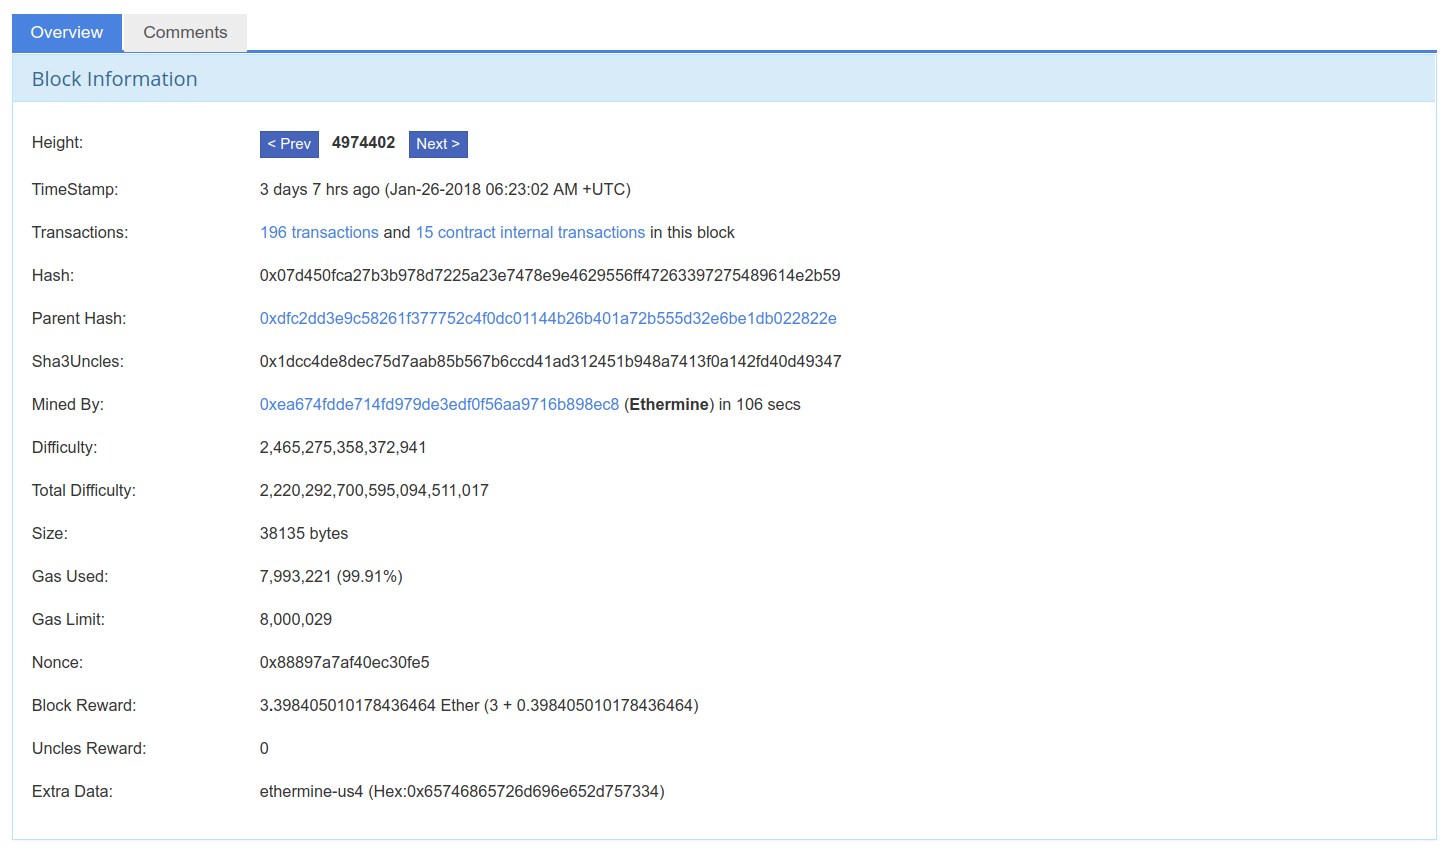 Overview Comments
Block Information
Height: < Prev 4974402 Next >
TimeStamp: 3 days 7 hrs ago (Jan-26-2018 06:23:02 AM +UTC)
Transactions: 196 transactions and 15 contract internal transactions in this block
Hash: 0x07d450fca27b3b978d7225a23e7478e9e4629556ff47263397275489614e2b59
Parent Hash: 0xdfc2dd3e9c58261f377752c4f0dc01144b26b401a72b555d32e6be1db022822e
Sha3Uncles: 0x1dcc4de8dec75d7aab85b567b6ccd41ad312451b948a7413f0a142fd40d49347
Mined By: 0xea674fdde714fd979de3edf0f56aa9716b898ec8 (Ethermine) in 106 secs
Difficulty: 2,465,275,358,372,941
Total Difficulty: 2,220,292,700,595,094,511,017
Size: 38135 bytes
Gas Used: 7,993,221 (99.91%)
Gas Limit: 8,000,029
Nonce: 0x88897a7af40ec30fe5
Block Reward: 3.398405010178436464 Ether (3 + 0.398405010178436464)
Uncles Reward: 0
Extra Data: ethermine-us4 (Hex:0x65746865726d696e652d757334)